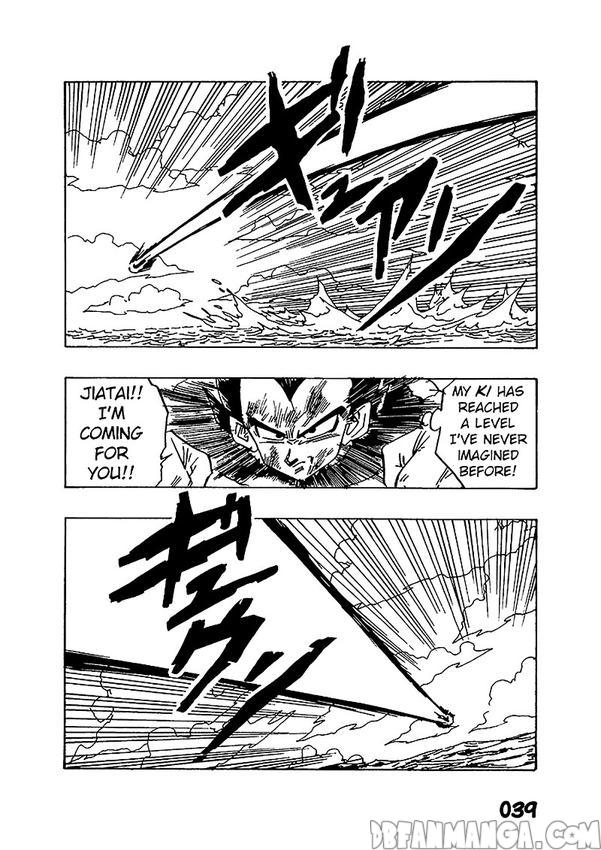 ギュアン
MY KI HAS
REACHED
A LEVEL
I'VE NEVER
IMAGINED
BEFORE!
JIATAI!!
I'M
COMING
FOR
YOU!!
ギュウン
039
DBFANMANGA.COM